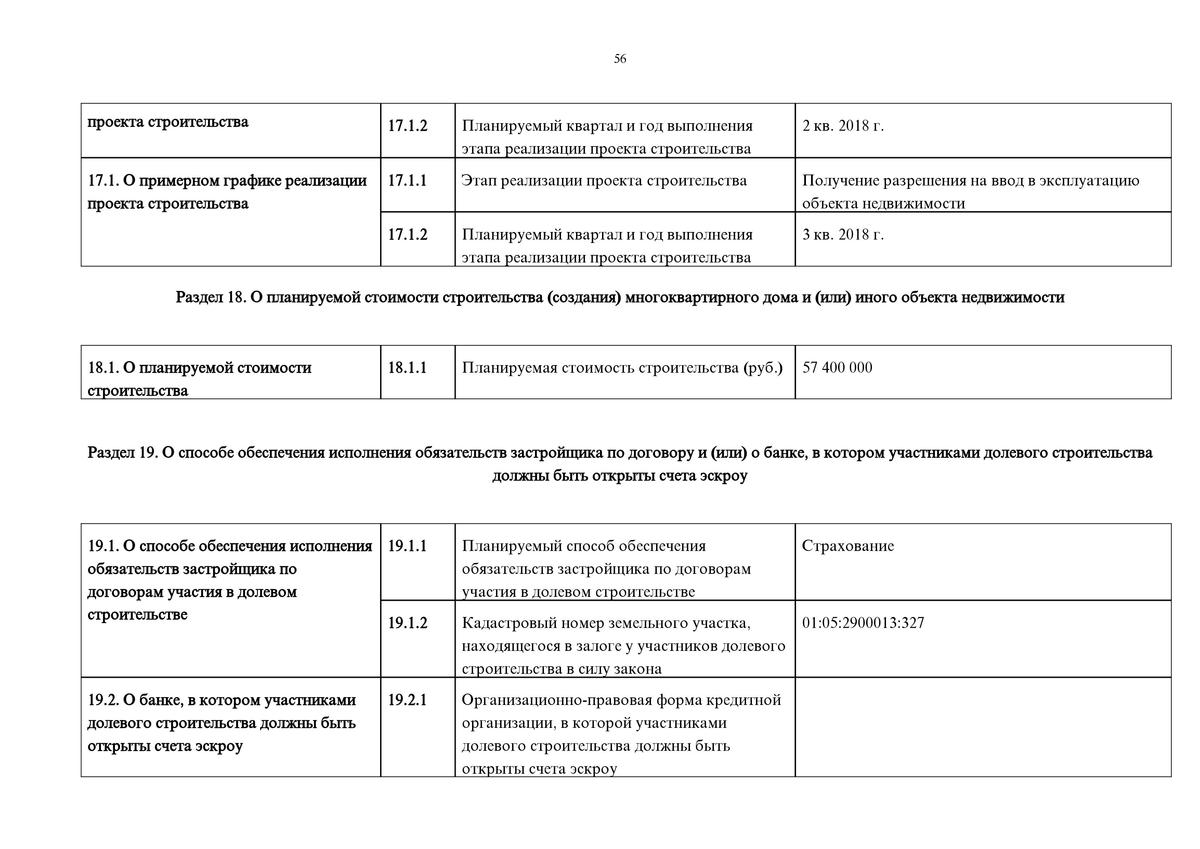 56
проекта строительства
17.1.2
Планируемый квартал и год выполнения
этапа реализации проекта строительства
2 кв. 2018 г.
17.1. О примерном графике реализации
проекта строительства
17.1.1
Этап реализации проекта строительства
Получение разрешения на ввод в эксплуатацию
объекта недвижимости
17.1.2
Планируемый квартал и год выполнения
этапа реализации проекта строительства
3 кв. 2018 г.
Раздел 18. О планируемой стоимости строительства (создания) многоквартирного дома и (или) иного объекта недвижимости
18.1. О планируемой стоимости
строительства
18.1.1
Планируемая стоимость строительства (руб.)
57 400 000
Раздел 19. О способе обеспечения исполнения обязательств застройщика по договору и (или) о банке, в котором участниками долевого строительства
должны быть открыты счета эскроу
19.1. О способе обеспечения исполнения
обязательств застройщика по
договорам участия в долевом
строительстве
19.1.1
Планируемый способ обеспечения
обязательств застройщика по договорам
участия в долевом строительстве
Страхование
19.1.2
Кадастровый номер земельного участка,
находящегося в залоге у участников долевого
строительства в силу закона
01:05:2900013:327
19.2. О банке, в котором участниками
долевого строительства должны быть
открыты счета эскроу
19.2.1
Организационно-правовая форма кредитной
организации, в которой участниками
долевого строительства должны быть
открыты счета эскроу